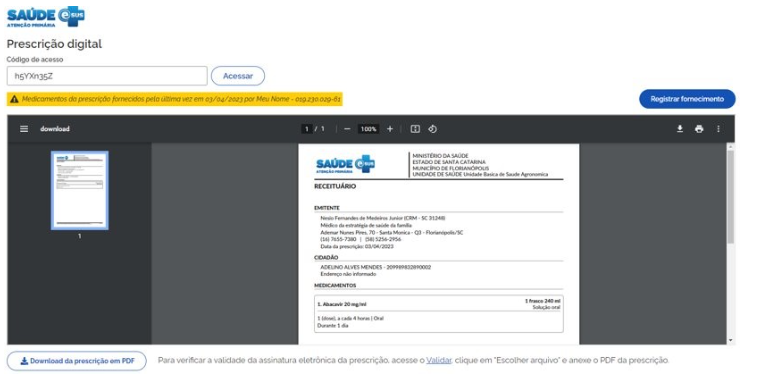 SAÚDE e-SUS
ATENÇÃO PRIMÁRIA
Prescrição digital
Código de acesso
h5YXn35Z
Acessar
Medicamentos da prescrição fornecidos pela última vez em 03/04/2023 por Meu Nome - 019.230.029-61
Registrar fornecimento
download
1 / 1
100%
1
SAÚDE e-SUS
ATENÇÃO PRIMÁRIA
MINISTÉRIO DA SAÚDE
ESTADO DE SANTA CATARINA
MUNICÍPIO DE FLORIANÓPOLIS
UNIDADE DE SAÚDE Unidade Basica de Saude Agronomica
RECEITUÁRIO
EMITENTE
Nesio Fernandes de Medeiros Junior (CRM - SC 31248)
Médico da estratégia de saúde da família
Ademar Nunes Pires, 70 - Santa Monica - Q3 - Florianópolis/SC
(16) 7655-7380 | (58) 5256-2956
Data da prescrição: 03/04/2023
CIDADÃO
ADELINO ALVES MENDES - 209989832890002
Endereço não informado
MEDICAMENTOS
1. Abacavir 20 mg/ml
1 frasco 240 ml
Solução oral
1 (dose), a cada 4 horas | Oral
Durante 1 dia
Download da prescrição em PDF
Para verificar a validade da assinatura eletrônica da prescrição, acesse o Validar, clique em "Escolher arquivo" e anexe o PDF da prescrição.